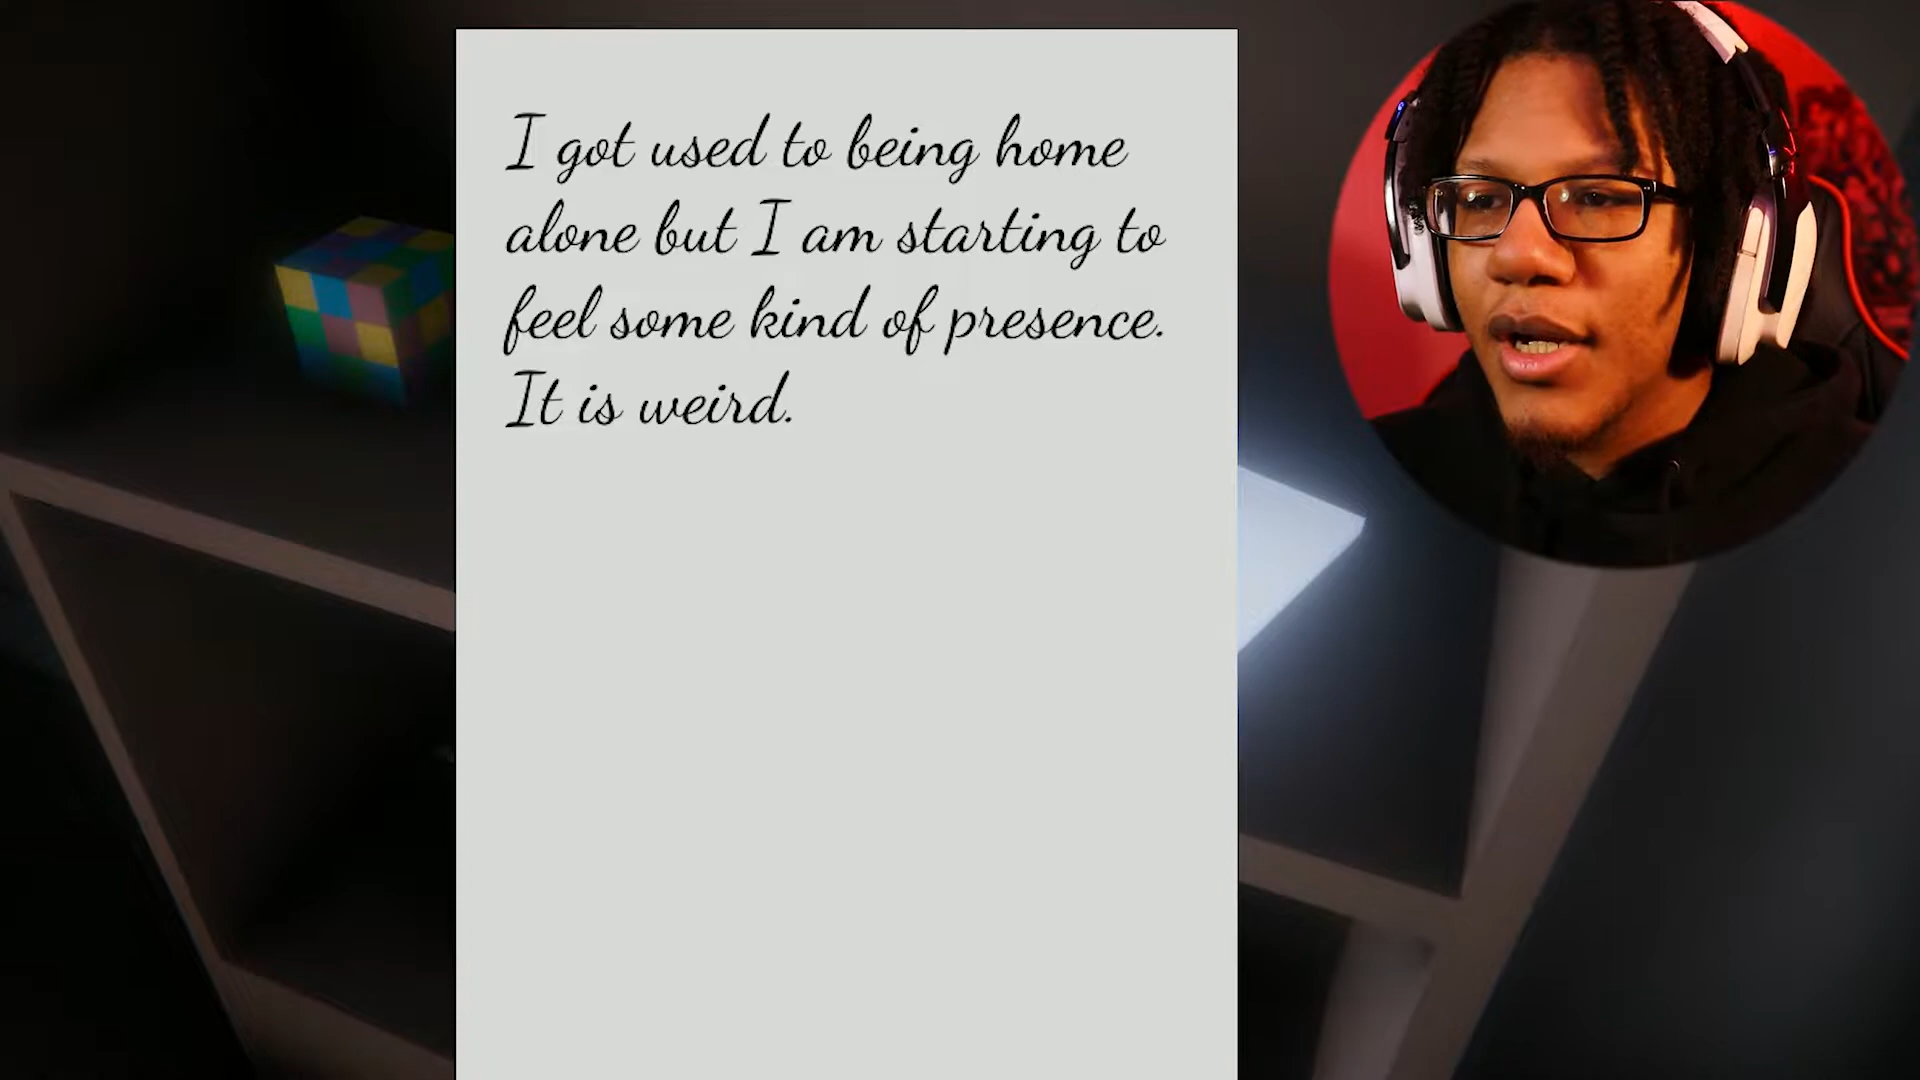 I got used to being home
alone but I am starting to
feel some kind of presence.
It is weird.